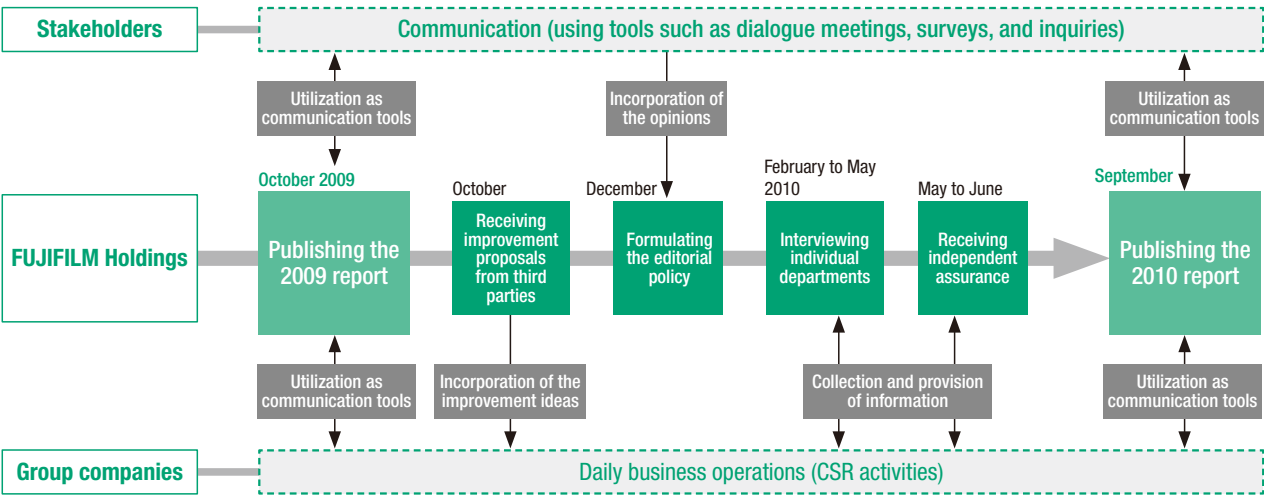 Stakeholders
Communication (using tools such as dialogue meetings, surveys, and inquiries)
Utilization as
communication tools
Incorporation of
the opinions
Utilization as
communication tools
FUJIFILM Holdings
October 2009
Publishing the
2009 report
October
Receiving
improvement
proposals
from third
parties
December
Formulating
the editorial
policy
February to May
2010
Interviewing
individual
departments
May to June
Receiving
independent
assurance
September
Publishing the
2010 report
Utilization as
communication tools
Incorporation of the
improvement ideas
Collection and provision
of information
Utilization as
communication tools
Group companies
Daily business operations (CSR activities)